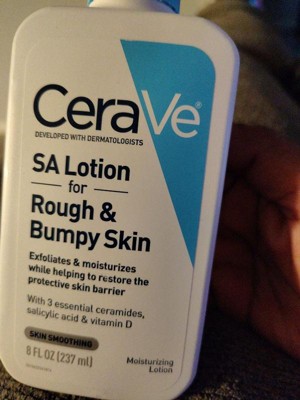 CeraVe®
DEVELOPED WITH DERMATOLOGISTS
SA Lotion
for
Rough &
Bumpy Skin
Exfoliates & moisturizes
while helping to restore the
protective skin barrier
With 3 essential ceramides,
salicylic acid & vitamin D
SKIN SMOOTHING
8 FL OZ (237 ml)
Moisturizing
Lotion